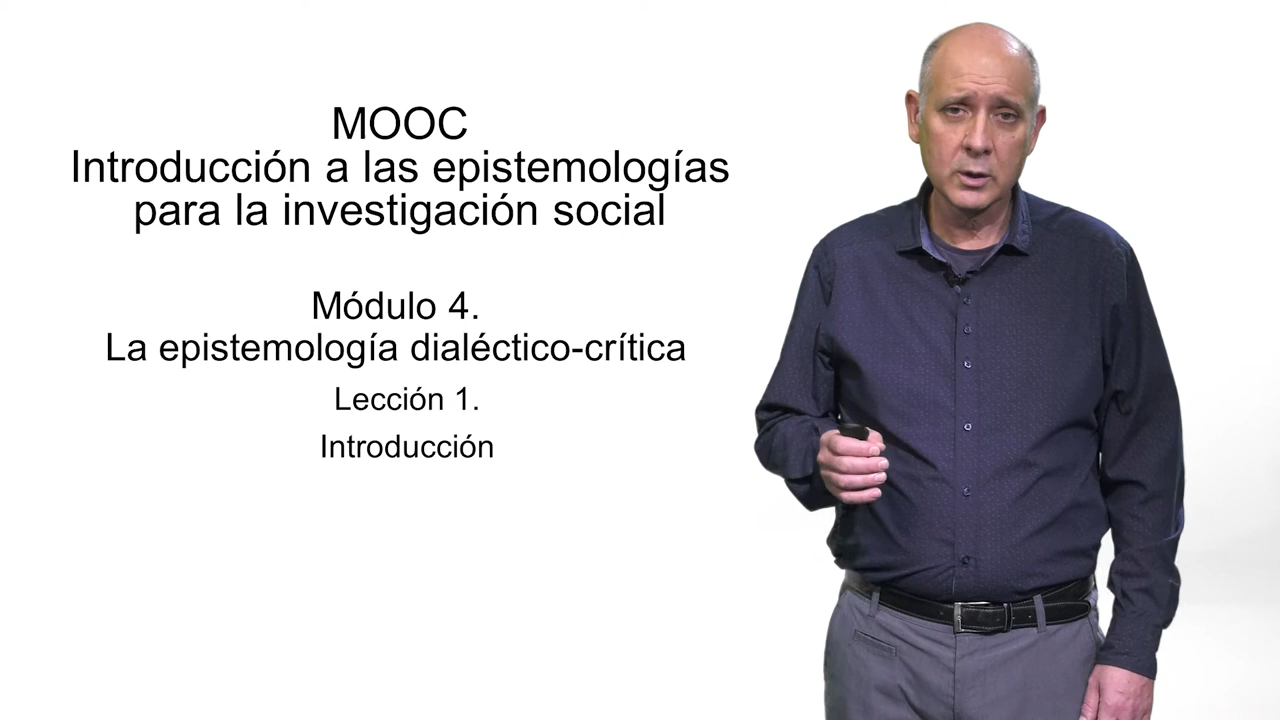 MOOC
Introducción a las epistemologías
para la investigación social
Módulo 4.
La epistemología dialéctico-crítica
Lección 1.
Introducción